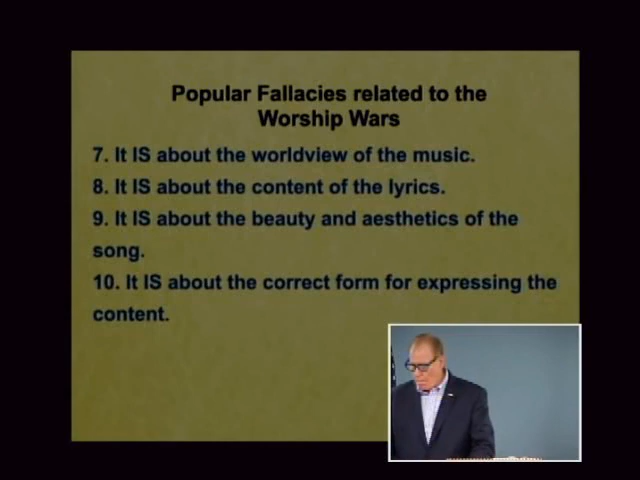 Popular Fallacies related to the
Worship Wars
7. It IS about the worldview of the music.
8. It IS about the content of the lyrics.
9. It IS about the beauty and aesthetics of the
song.
10. It IS about the correct form for expressing the
content.